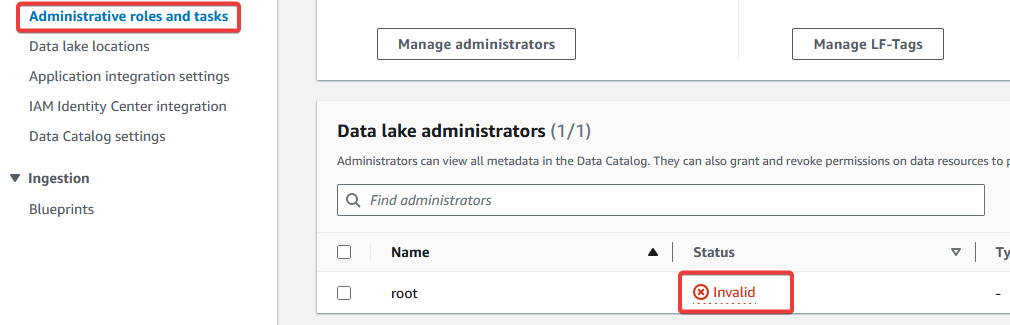 Administrative roles and tasks
Data lake locations
Application integration settings
IAM Identity Center integration
Data Catalog settings
Ingestion
Blueprints
Manage administrators
Manage LF-Tags
Data lake administrators (1/1)
Administrators can view all metadata in the Data Catalog. They can also grant and revoke permissions on data resources to
Find administrators
Name Status Ty
root Invalid -